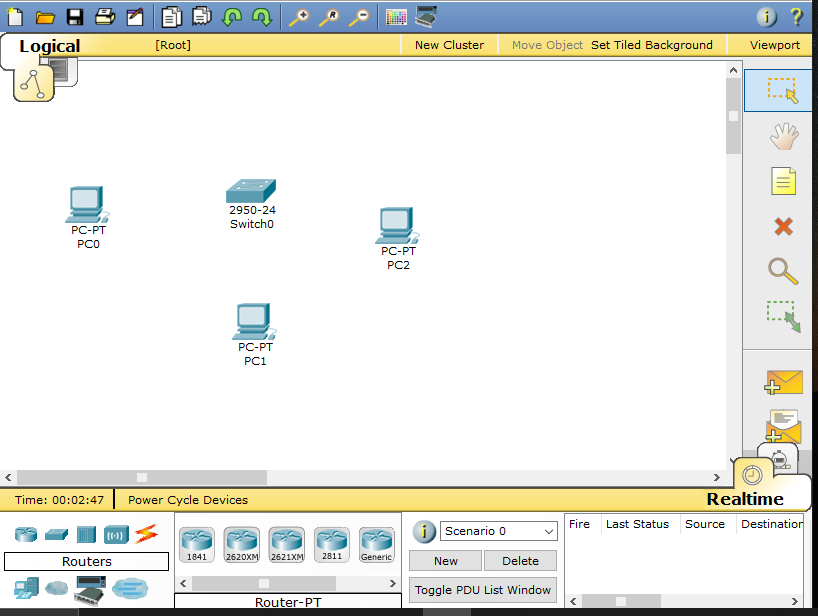 Logical
[Root]
New Cluster
Move Object
Set Tiled Background
Viewport
PC-PT
PC0
2950-24
Switch0
PC-PT
PC2
PC-PT
PC1
Time: 00:02:47
Power Cycle Devices
Realtime
Routers
1841
2620XM
2621XM
2811
Generic
Router-PT
Scenario 0
New
Delete
Toggle PDU List Window
Fire
Last Status
Source
Destination